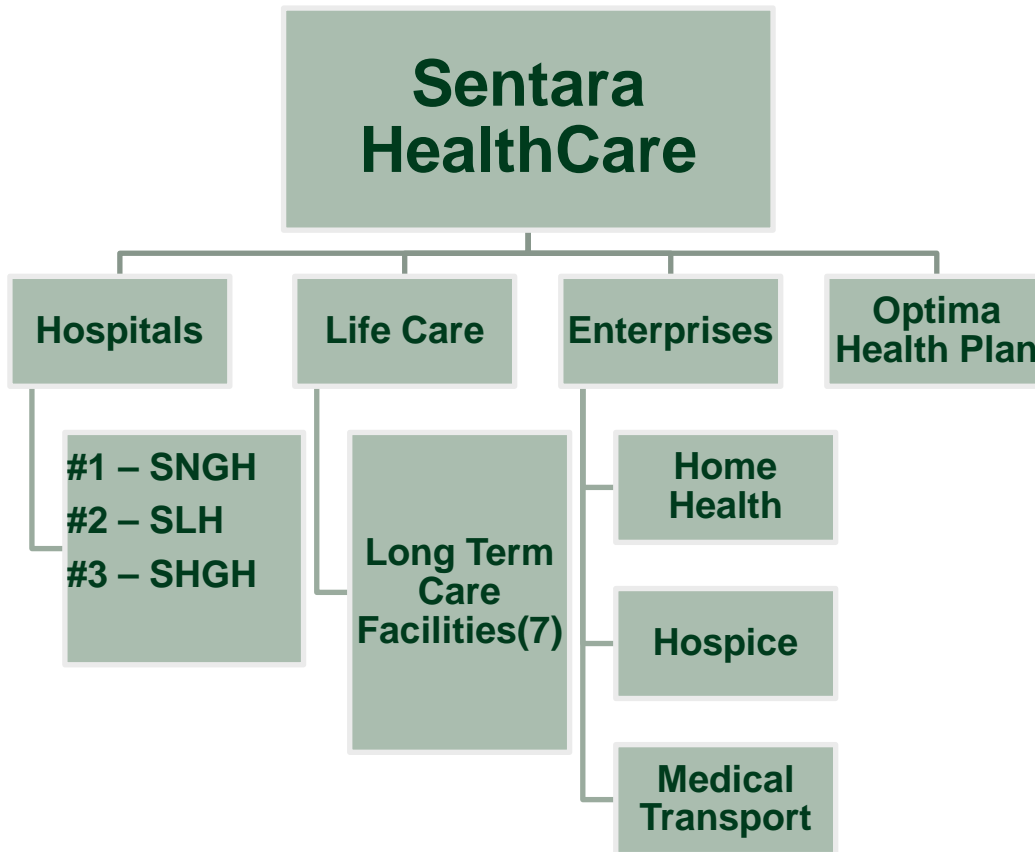 Sentara
HealthCare
Hospitals
Life Care
Enterprises
Optima
Health Plan
#1 – SNGH
#2 – SLH
#3 – SHGH
Long Term
Care
Facilities(7)
Home
Health
Hospice
Medical
Transport